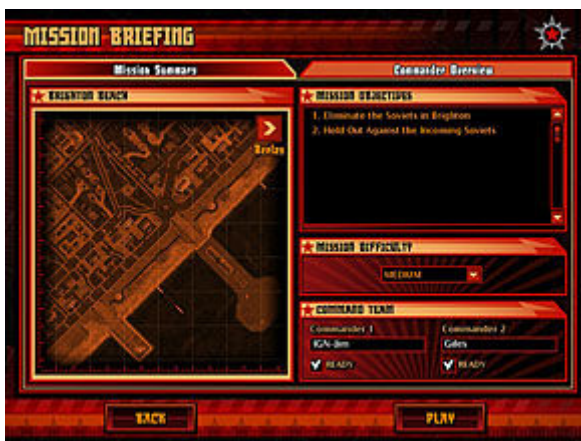 MISSION BRIEFING
Mission Summary
Commander Overview
BRIGHTON BEACH
Replay
MISSION OBJECTIVES
1. Eliminate the Soviets in Brighton
2. Hold Out Against the Incoming Soviets
MISSION DIFFICULTY
MEDIUM
COMMAND TEAM
Commander 1
Commander 2
IGN-Jim
Giles
READY
READY
BACK
PLAY